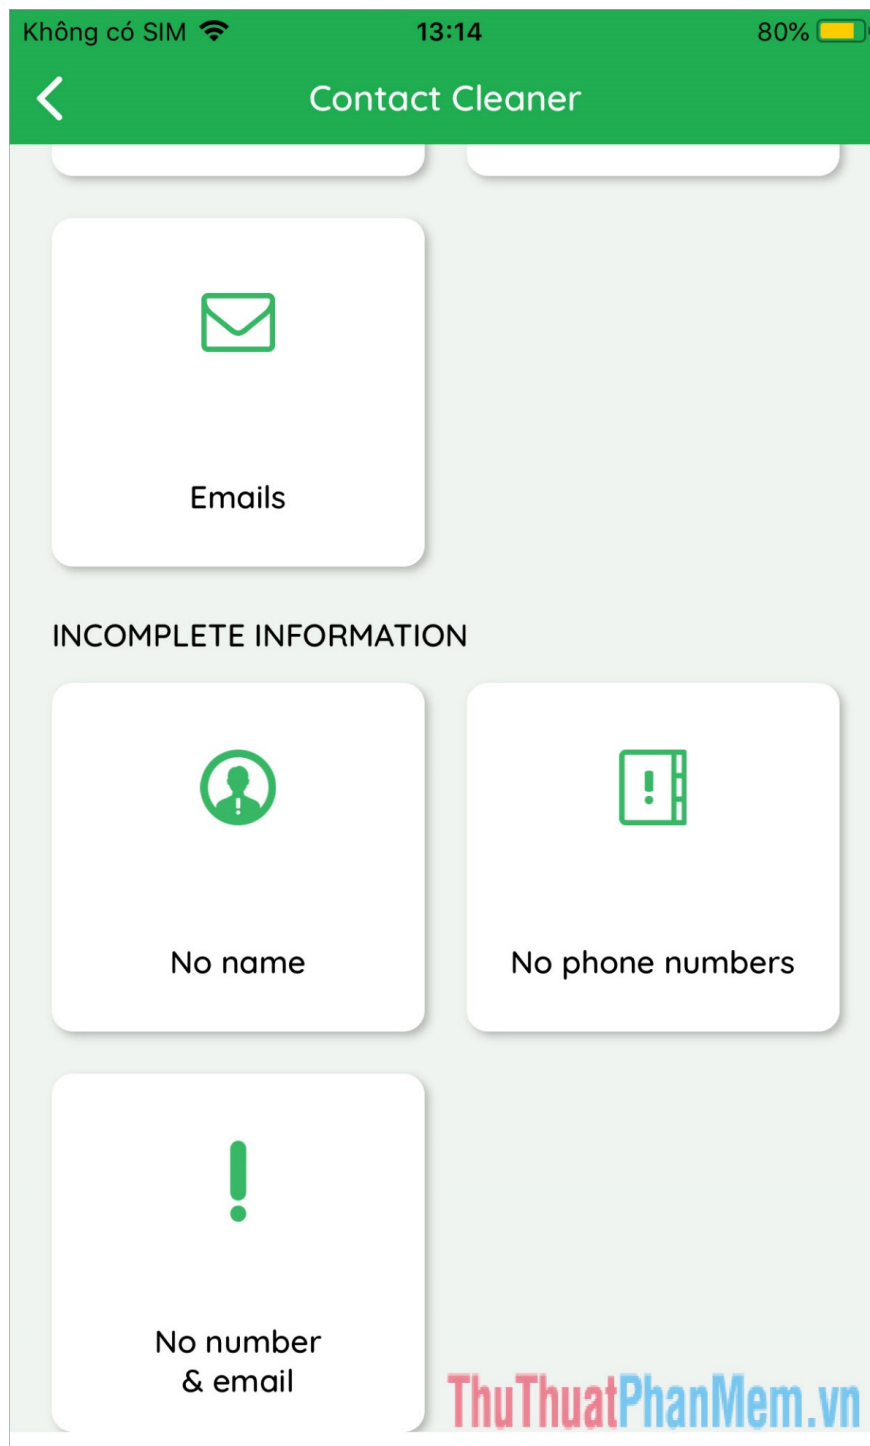 Không có SIM 13:14 80%
Contact Cleaner
Emails
INCOMPLETE INFORMATION
No name No phone numbers
No number
& email
ThuThuatPhanMem.vn